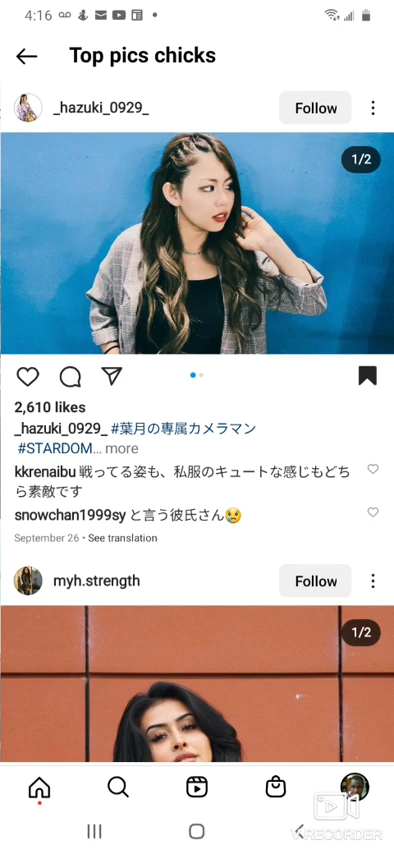 4:16
Top pics chicks
_hazuki_0929_
Follow
1/2
2,610 likes
_hazuki_0929_ #葉月の専属カメラマン
#STARDOM... more
kkrenaibu 戦ってる姿も、私服のキュートな感じもどち
ら素敵です
snowchan1999sy と言う彼氏さん😢
September 26 • See translation
myh.strength
Follow
1/2
VIRECORDER